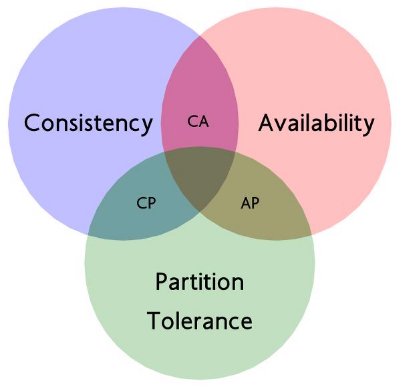 Consistency
CA
Availability
CP
AP
Partition
Tolerance